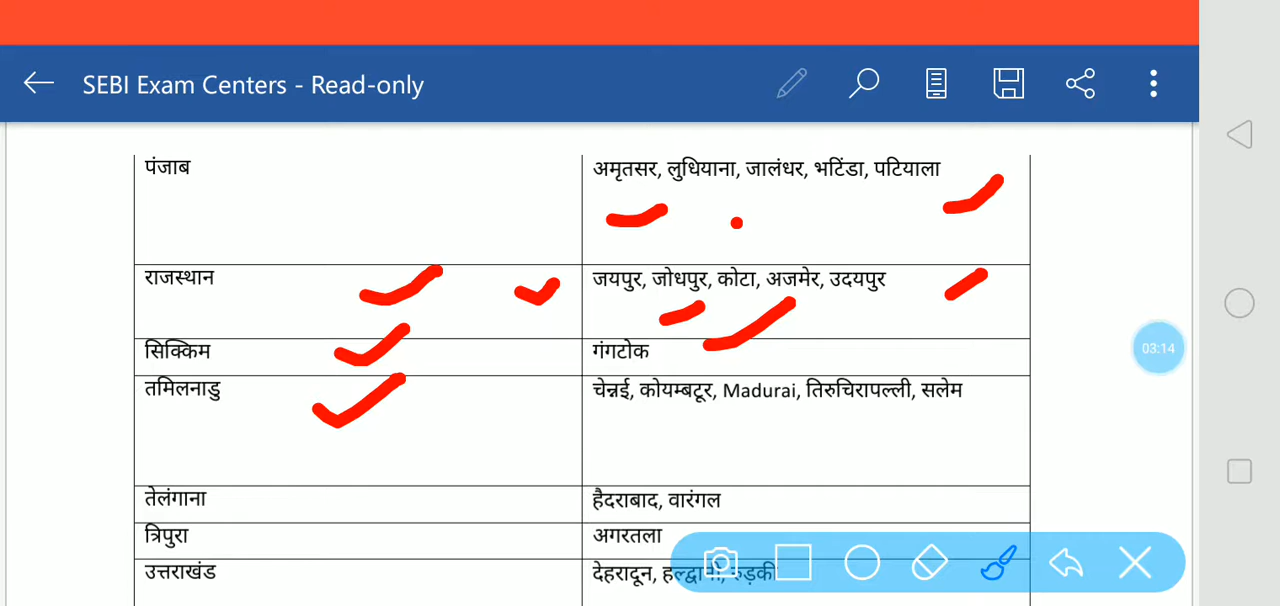 SEBI Exam Centers - Read-only
पंजाब अमृतसर, लुधियाना, जालंधर, भटिंडा, पटियाला
राजस्थान जयपुर, जोधपुर, कोटा, अजमेर, उदयपुर
सिक्किम गंगटोक
03:14
तमिलनाडु चेन्नई, कोयम्बटूर, Madurai, तिरुचिरापल्ली, सलेम
तेलंगाना हैदराबाद, वारंगल
त्रिपुरा अगरतला
उत्तराखंड देहरादून, हल्द्वानी, रुड़की